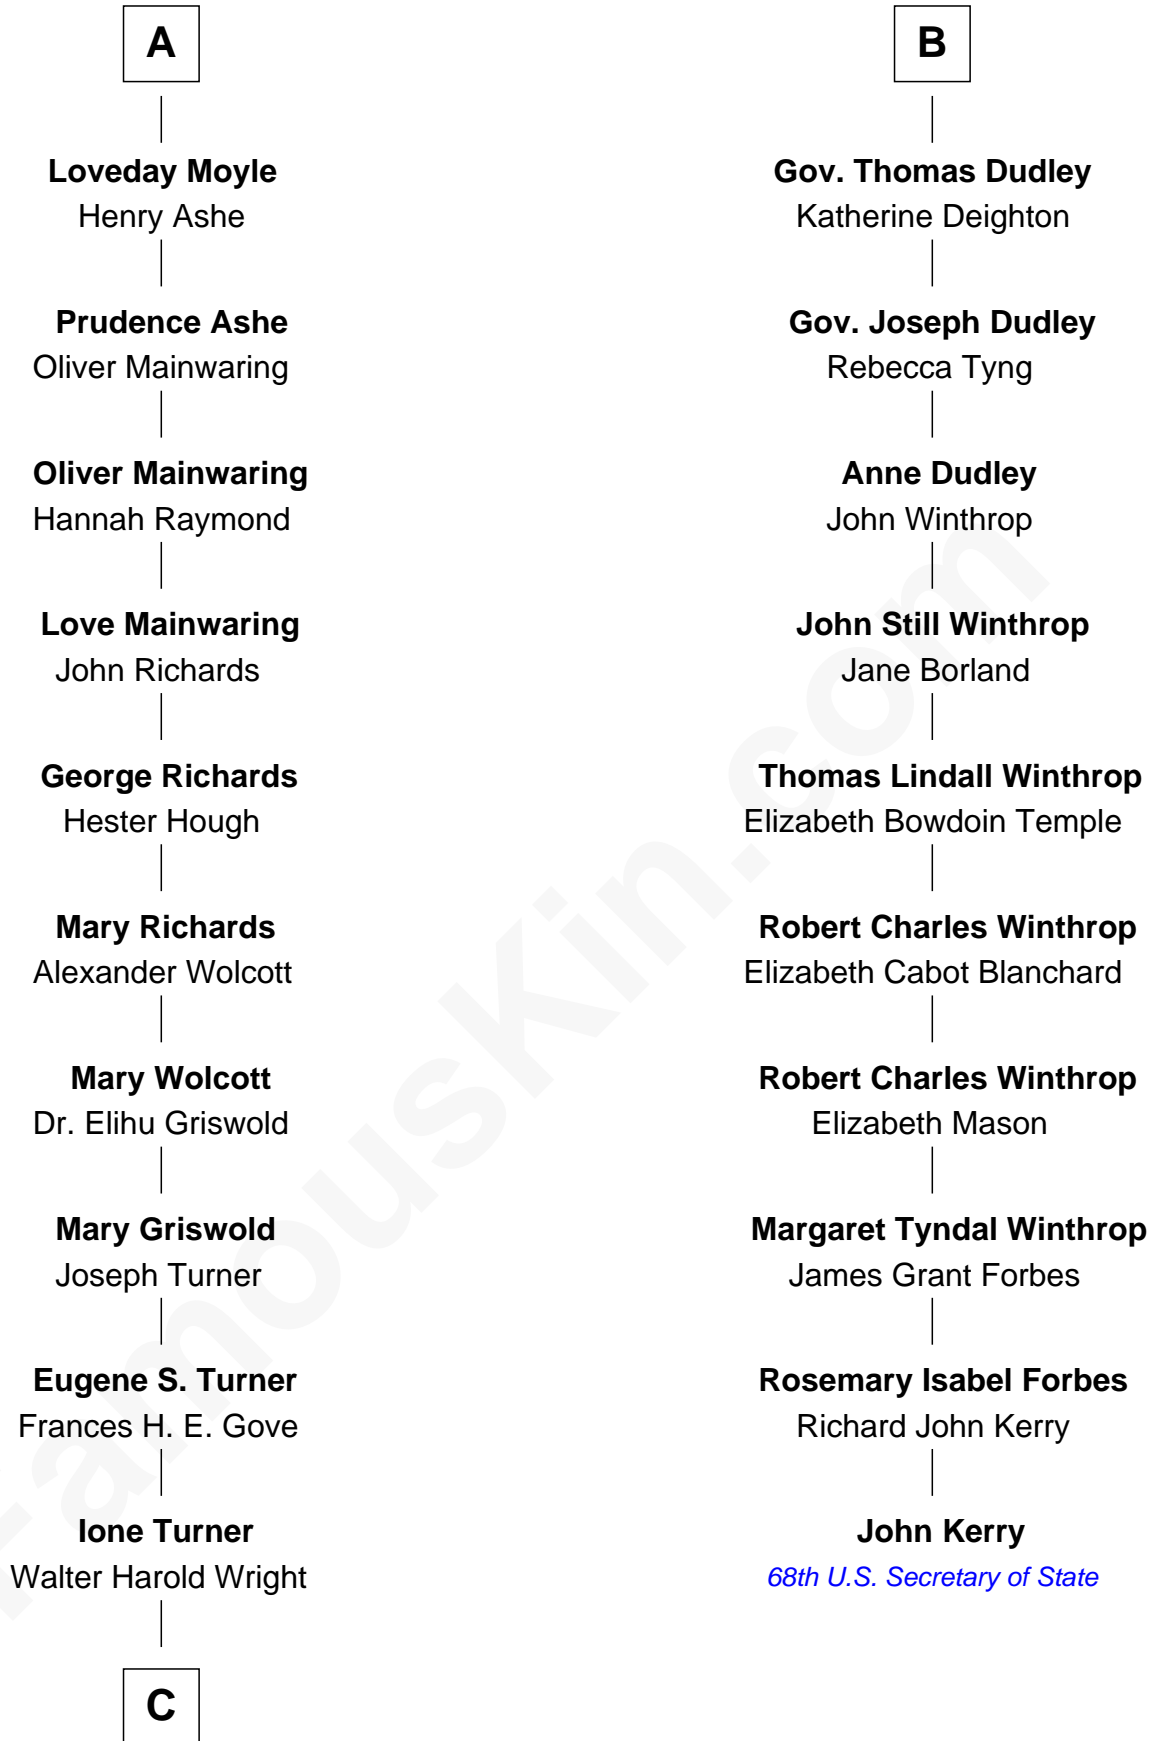 A
Loveday Moyle
Henry Ashe
Prudence Ashe
Oliver Mainwaring
Oliver Mainwaring
Hannah Raymond
Love Mainwaring
John Richards
George Richards
Hester Hough
Mary Richards
Alexander Wolcott
Mary Wolcott
Dr. Elihu Griswold
Mary Griswold
Joseph Turner
Eugene S. Turner
Frances H. E. Gove
Ione Turner
Walter Harold Wright
C
B
Gov. Thomas Dudley
Katherine Deighton
Gov. Joseph Dudley
Rebecca Tyng
Anne Dudley
John Winthrop
John Still Winthrop
Jane Borland
Thomas Lindall Winthrop
Elizabeth Bowdoin Temple
Robert Charles Winthrop
Elizabeth Cabot Blanchard
Robert Charles Winthrop
Elizabeth Mason
Margaret Tyndal Winthrop
James Grant Forbes
Rosemary Isabel Forbes
Richard John Kerry
John Kerry
68th U.S. Secretary of State
FamousKin.com